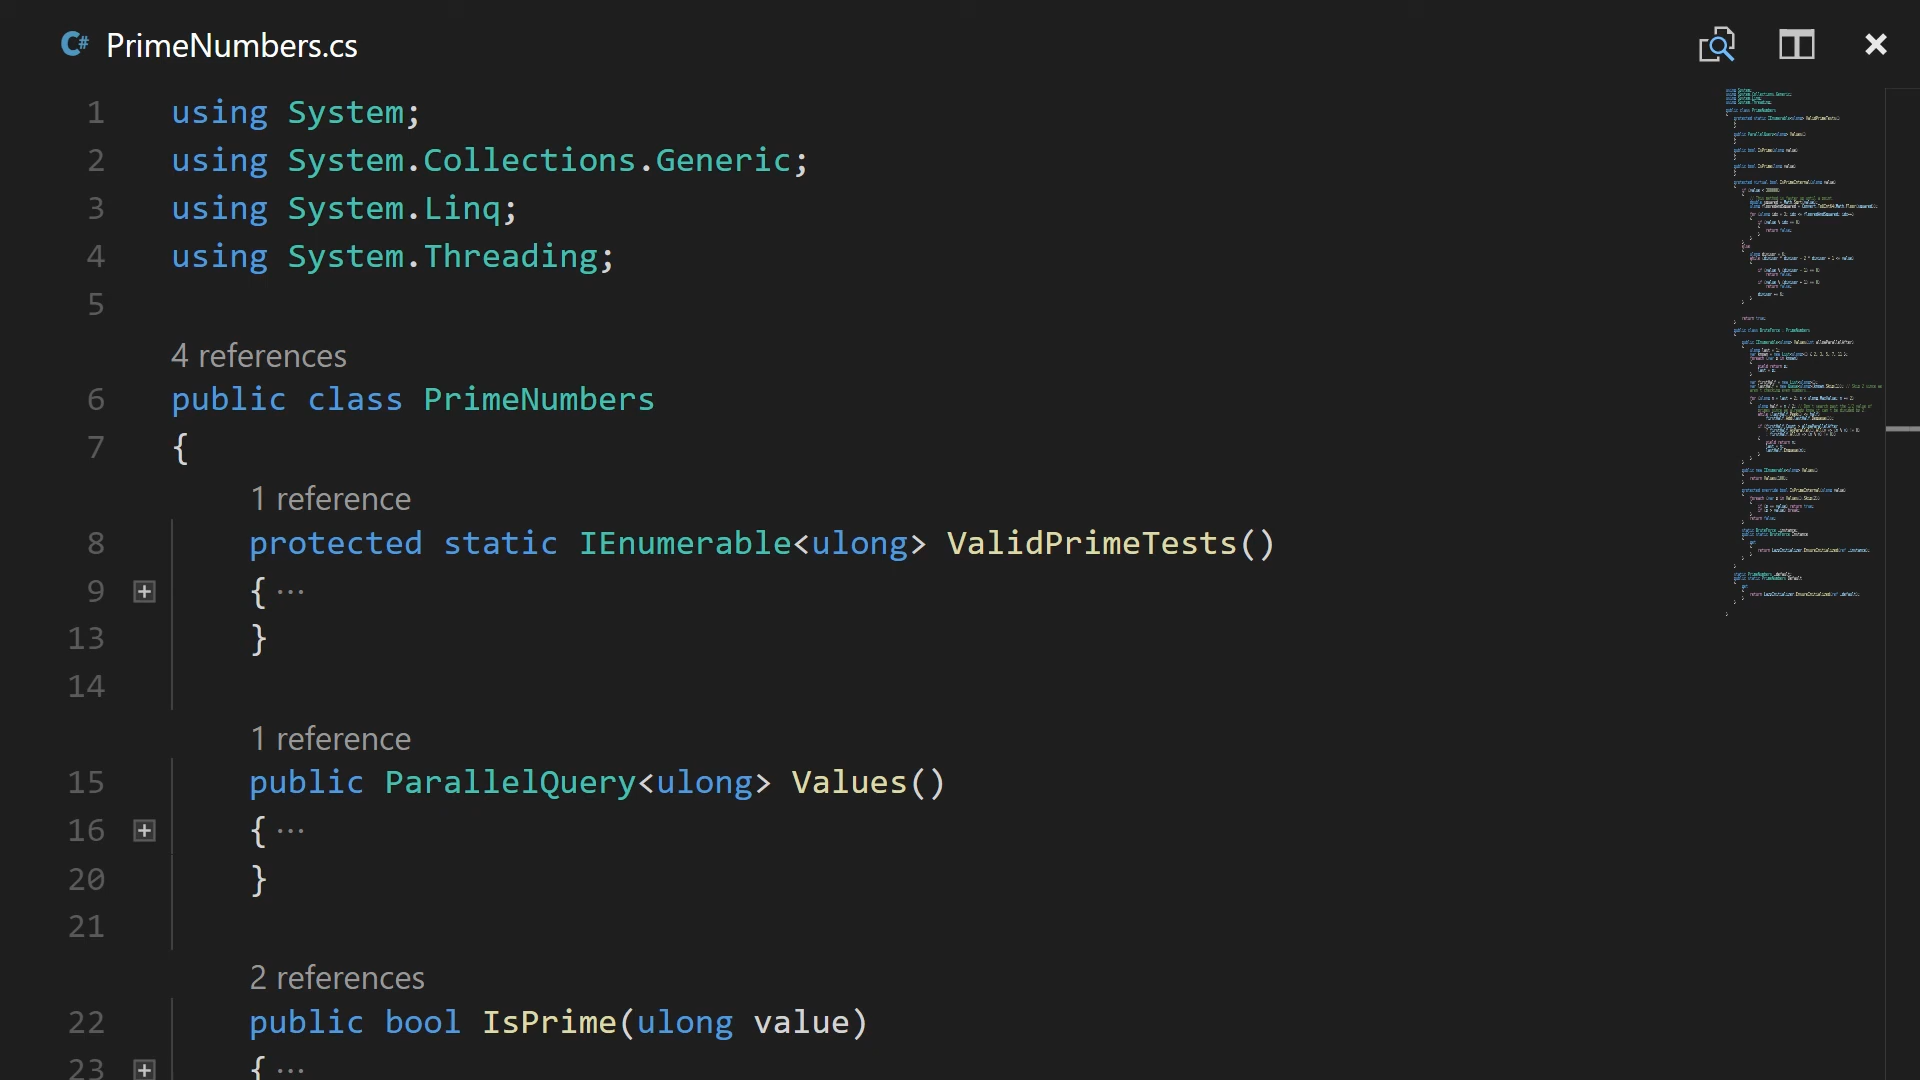 C# PrimeNumbers.cs
1 using System;
2 using System.Collections.Generic;
3 using System.Linq;
4 using System.Threading;
5
4 references
6 public class PrimeNumbers
7 {
1 reference
8 protected static IEnumerable<ulong> ValidPrimeTests()
9 { ...
13 }
14
1 reference
15 public ParallelQuery<ulong> Values()
16 { ...
20 }
21
2 references
22 public bool IsPrime(ulong value)
23 { ...